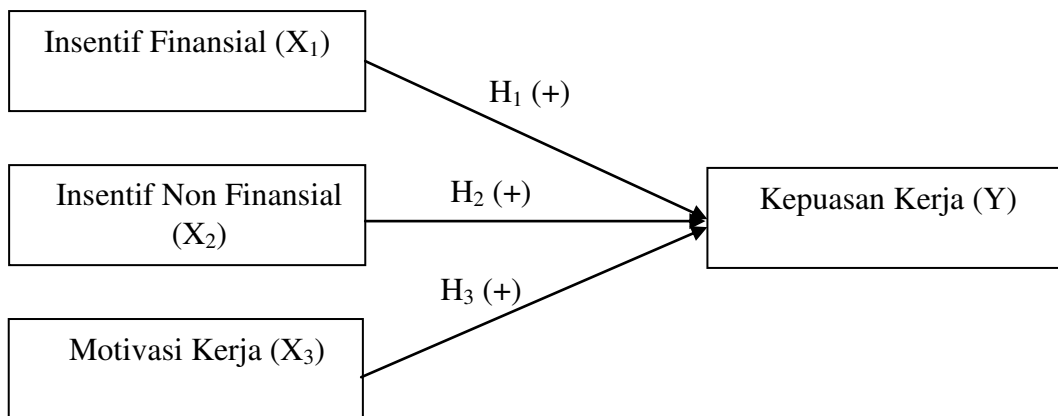 Insentif Finansial (X₁)
H₁ (+)
Insentif Non Finansial
(X₂)
H₂ (+)
Kepuasan Kerja (Y)
H₃ (+)
Motivasi Kerja (X₃)